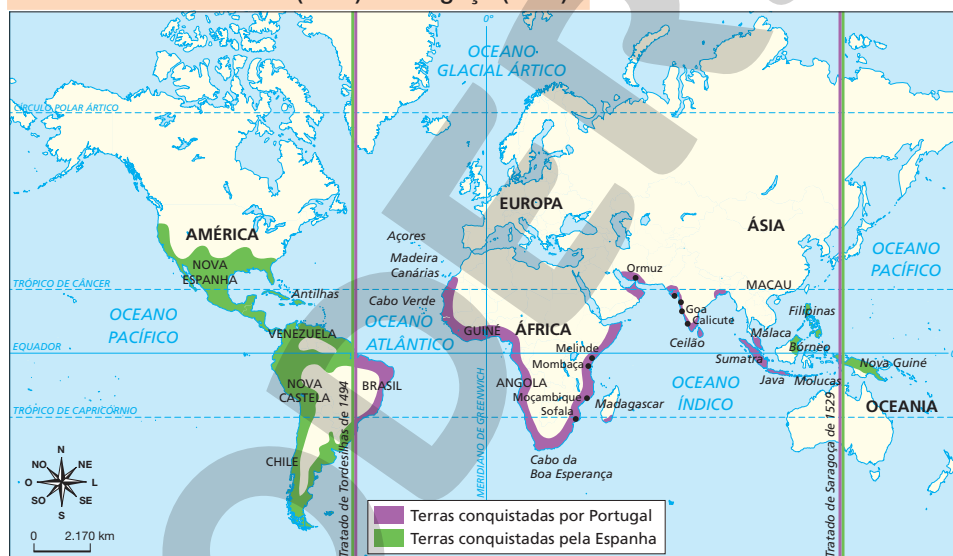 OCEANO
GLACIAL ÁRTICO
CÍRCULO POLAR ÁRTICO
0°
EUROPA
ÁSIA
AMÉRICA
Açores
Madeira
Canárias
OCEANO
PACÍFICO
NOVA
ESPANHA
Ormuz
TRÓPICO DE CÂNCER
MACAU
Antilhas
Cabo Verde
Goa
Calicute
Filipinas
OCEANO
PACÍFICO
OCEANO
ATLÂNTICO
VENEZUELA
GUINÉ
ÁFRICA
Ceilão
Málaca
Bornéo
EQUADOR
Melinde
Mombaça
Sumatra
Nova Guiné
NOVA
CASTELA
BRASIL
ANGOLA
Moçambique
Sofala
Madagascar
OCEANO
ÍNDICO
Java
Molucas
TRÓPICO DE CAPRICÓRNIO
OCEANIA
CHILE
Cabo da
Boa Esperança
MERIDIANO DE GREENWICH
Tratado de Tordesilhas de 1494
Tratado de Saragoça de 1529
N
NO
NE
O
L
SO
SE
S
0
2.170 km
Terras conquistadas por Portugal
Terras conquistadas pela Espanha